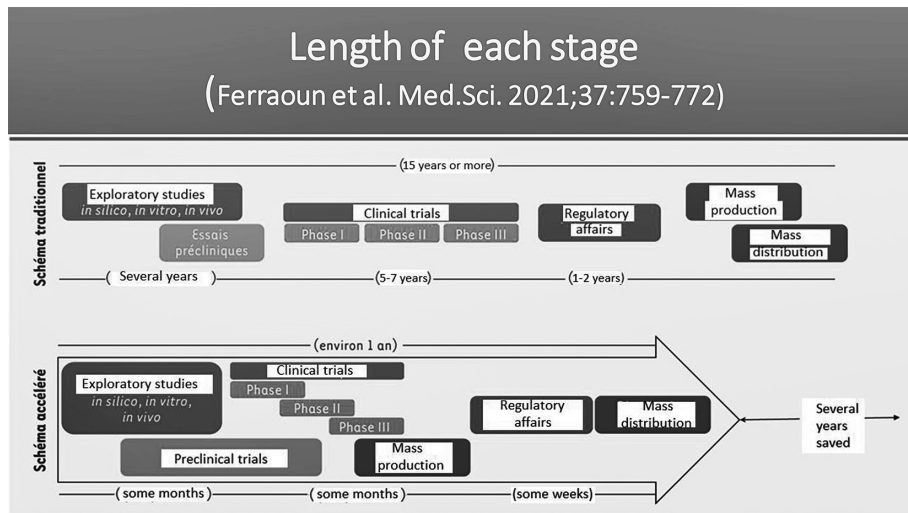 Length of each stage
(Ferraoun et al. Med.Sci. 2021;37:759-772)
Schéma traditionnel
(15 years or more)
Exploratory studies
in silico, in vitro, in vivo
Essais
précliniques
Clinical trials
Phase I
Phase II
Phase III
Regulatory
affairs
Mass
production
Mass
distribution
( Several years )
(5-7 years)
(1-2 years)
Schéma accéléré
(environ 1 an)
Exploratory studies
in silico, in vitro,
in vivo
Preclinical trials
Clinical trials
Phase I
Phase II
Phase III
Mass
production
Regulatory
affairs
Mass
distribution
Several
years
saved
(some months)
(some months)
(some weeks)